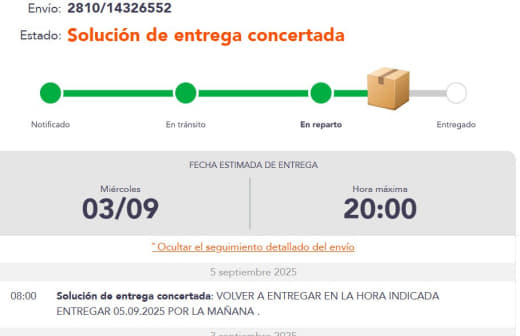 Envío: 2810/14326552
Estado: Solución de entrega concertada
Notificado
En tránsito
En reparto
Entregado
FECHA ESTIMADA DE ENTREGA
Miércoles
03/09
Hora máxima
20:00
ˆ Ocultar el seguimiento detallado del envío
5 septiembre 2025
08:00 Solución de entrega concertada: VOLVER A ENTREGAR EN LA HORA INDICADA
ENTREGAR 05.09.2025 POR LA MAÑANA .
septiembre 2025